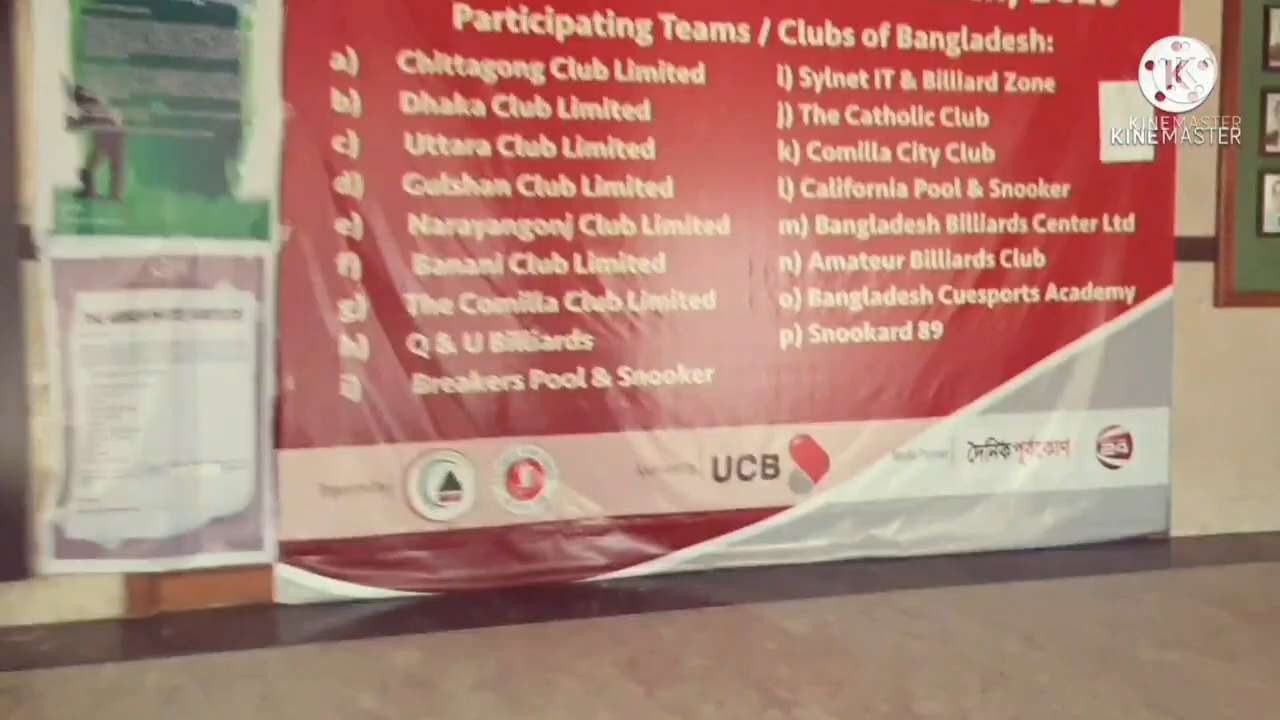 Participating Teams / Clubs of Bangladesh:
a) Chittagong Club Limited
b) Dhaka Club Limited
c) Uttara Club Limited
d) Gulshan Club Limited
e) Narayangonj Club Limited
f) Banani Club Limited
g) The Comilla Club Limited
h) Q & U Billiards
i) Breakers Pool & Snooker
i) Sylnet IT & Billiard Zone
j) The Catholic Club
k) Comilla City Club
l) California Pool & Snooker
m) Bangladesh Billiards Center Ltd
n) Amateur Billiards Club
o) Bangladesh Cuesports Academy
p) Snookard 89
UCB
দৈনিক পূর্বকোণ
24
K
KINEMASTER
KINEMASTER